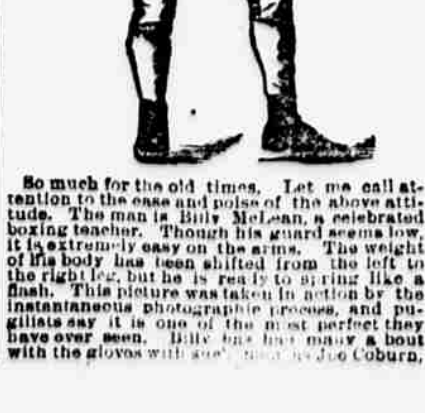 So much for the old times. Let me call at-
tention to the ease and poise of the above atti-
tude. The man is Billy McLean, a celebrated
boxing teacher. Though his guard seems low,
it is extremely easy on the arms. The weight
of his body has been shifted from the left to
the right leg, but he is ready to spring like a
flash. This picture was taken in action by the
instantaneous photographic process, and pu-
gilists say it is one of the most perfect they
have ever seen. Billy has had many a bout
with the gloves with such men as Joe Coburn,